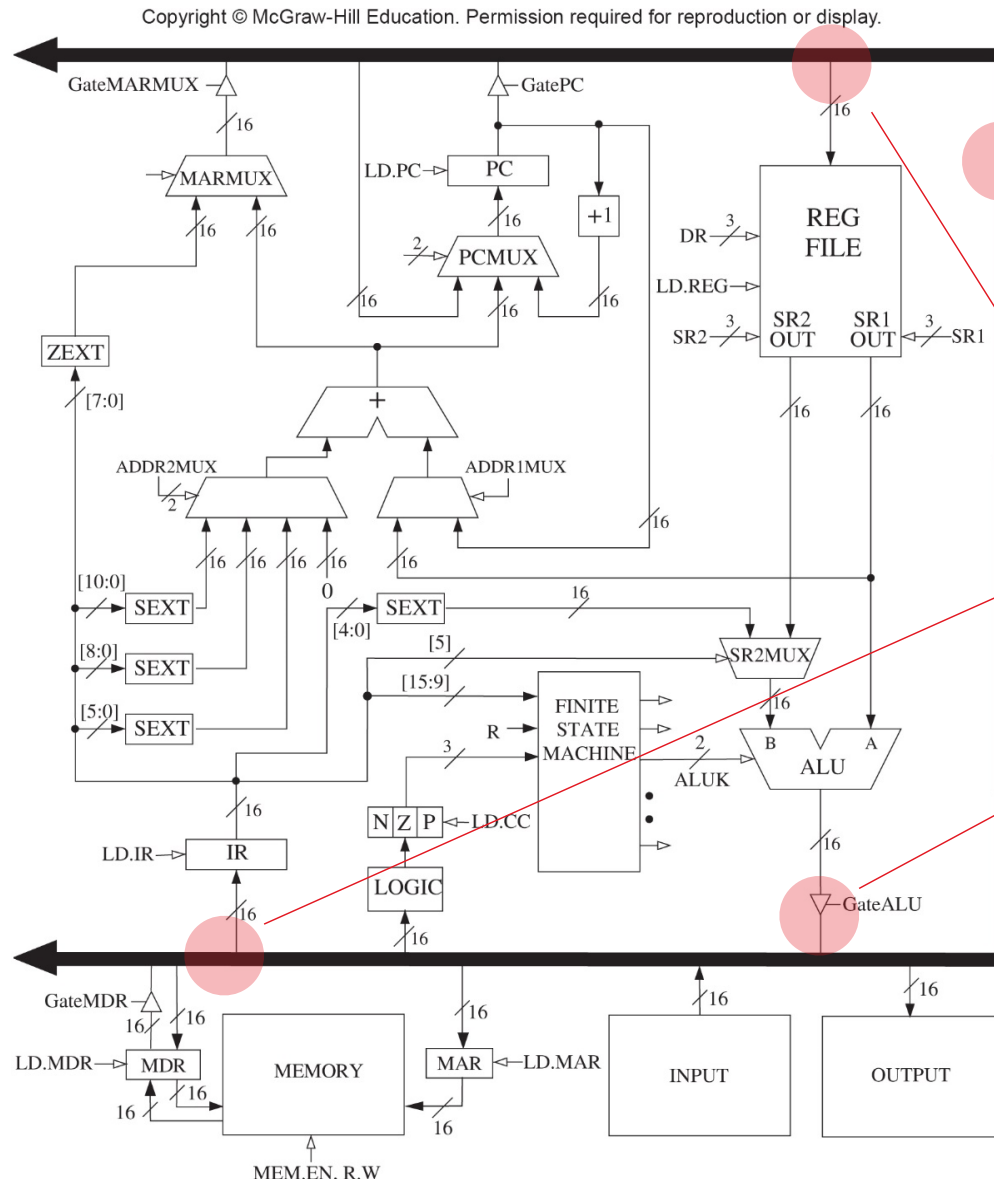 Copyright © McGraw-Hill Education. Permission required for reproduction or display.
GateMARMUX
GatePC
16
16
MARMUX
LD.PC
PC
+1
REG
FILE
3
DR
16
16
16
2
PCMUX
LD.REG
16
16
16
3
SR2
SR2
OUT
SR1
OUT
3
SR1
ZEXT
[7:0]
+
16
16
ADDR2MUX
2
ADDR1MUX
16
16
16
16
16
16
[10:0]
SEXT
0
[4:0]
SEXT
16
[8:0]
SEXT
[5]
SR2MUX
[15:9]
16
[5:0]
SEXT
FINITE
STATE
MACHINE
R
3
2
ALUK
B
A
ALU
16
N Z P
LD.CC
LD.IR
IR
16
LOGIC
16
16
GateALU
GateMDR
16
16
16
16
16
LD.MDR
MDR
16
16
MEMORY
MAR
LD.MAR
16
INPUT
OUTPUT
MEM.EN, R.W